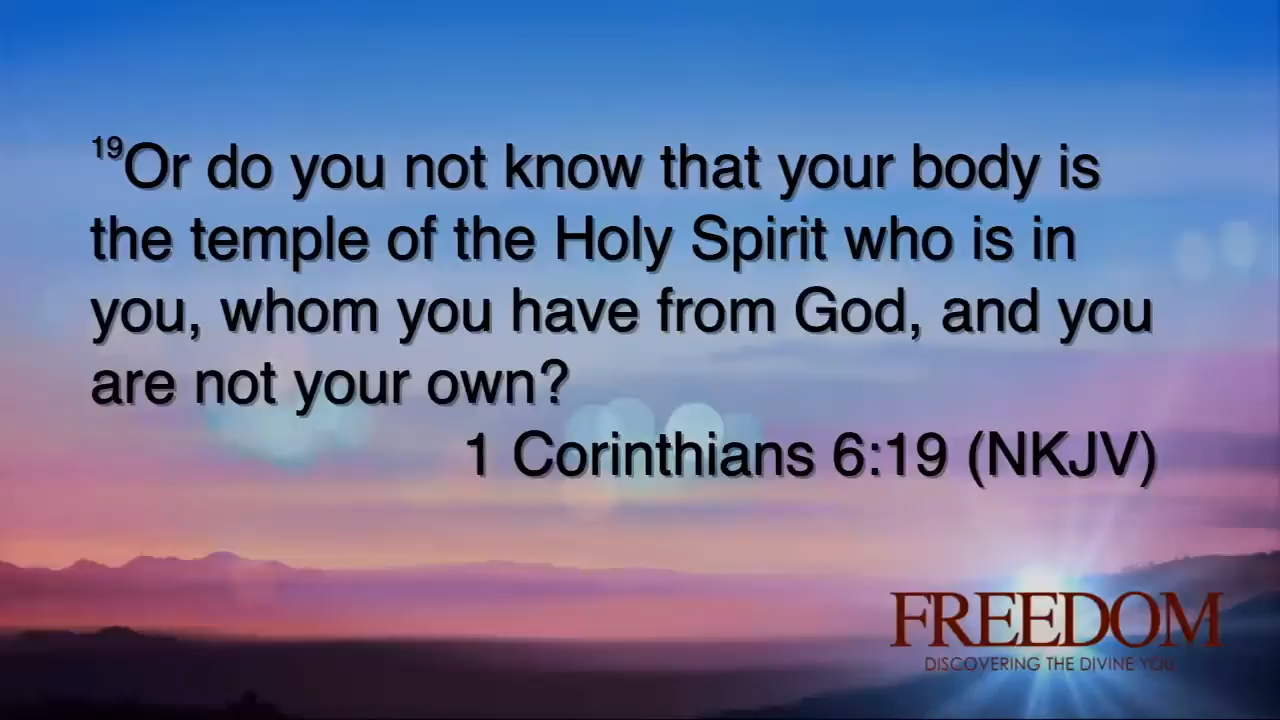 19Or do you not know that your body is
the temple of the Holy Spirit who is in
you, whom you have from God, and you
are not your own?
1 Corinthians 6:19 (NKJV)
FREEDOM
DISCOVERING THE DIVINE YOU